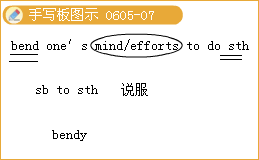 手写板图示 0605-07
bend one's mind/efforts to do sth
sb to sth 说服
bendy